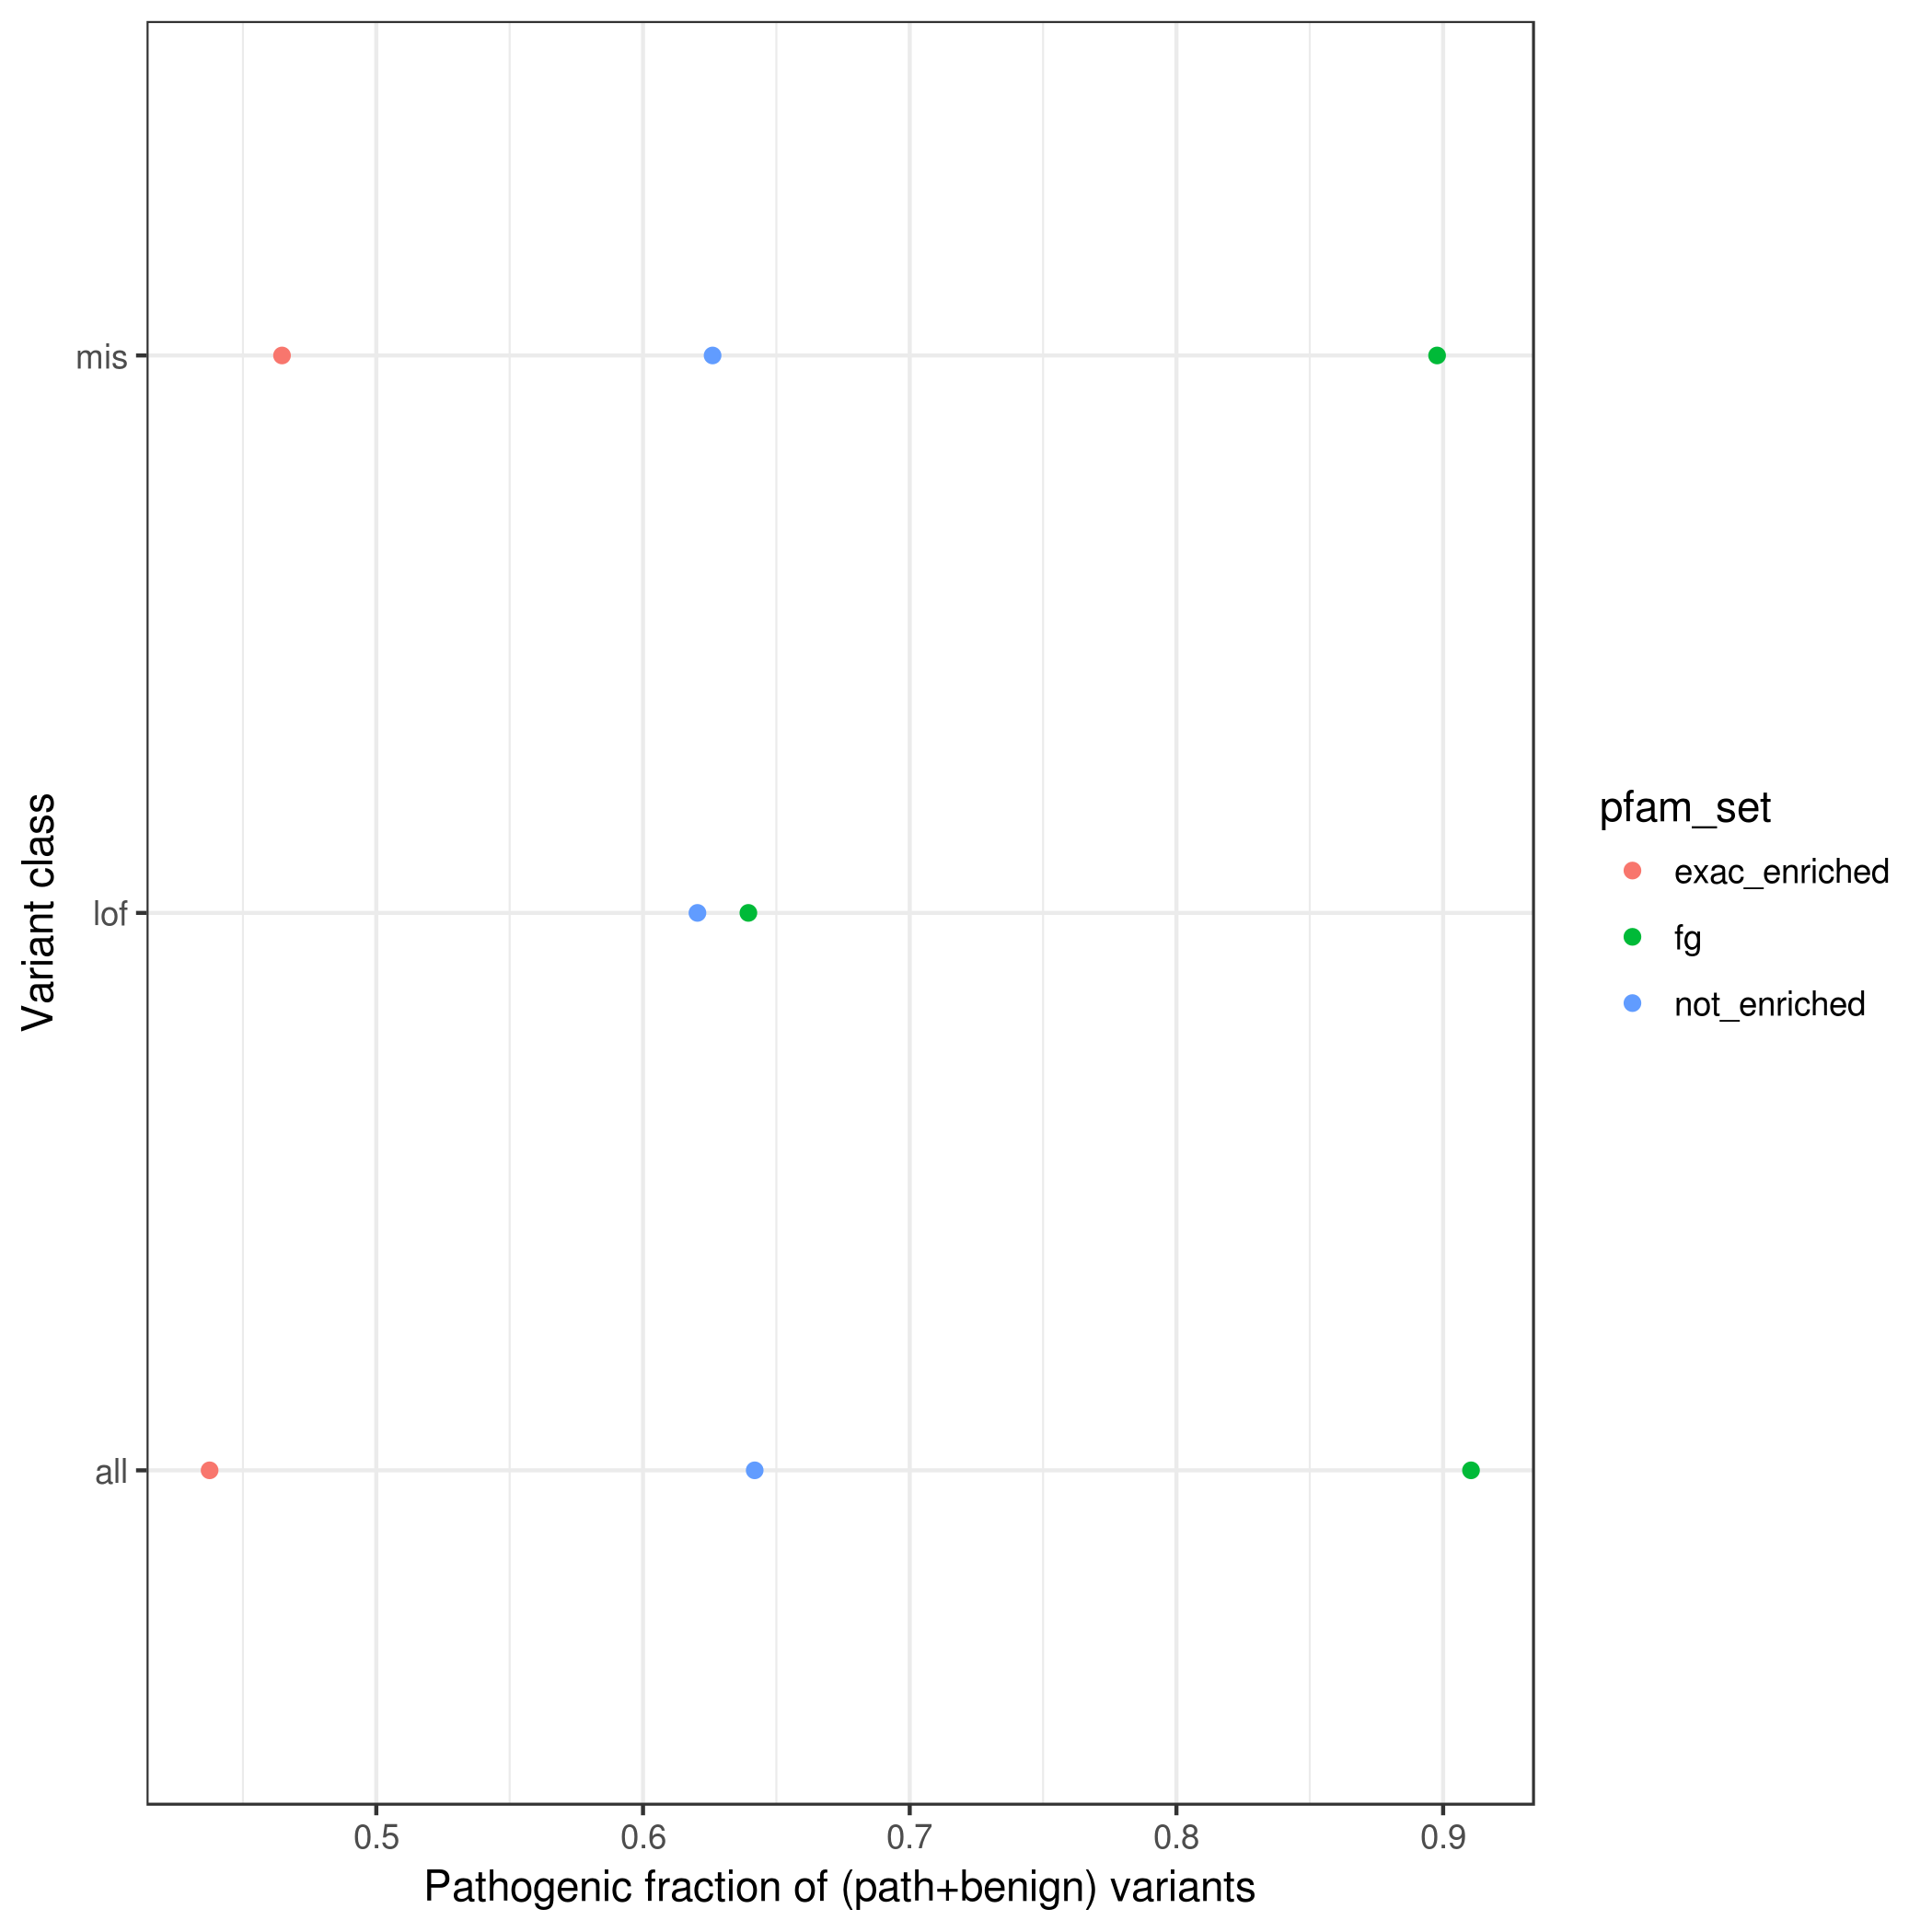 Variant class
mis
lof
all
0.5 0.6 0.7 0.8 0.9
Pathogenic fraction of (path+benign) variants
pfam_set
exac_enriched
fg
not_enriched